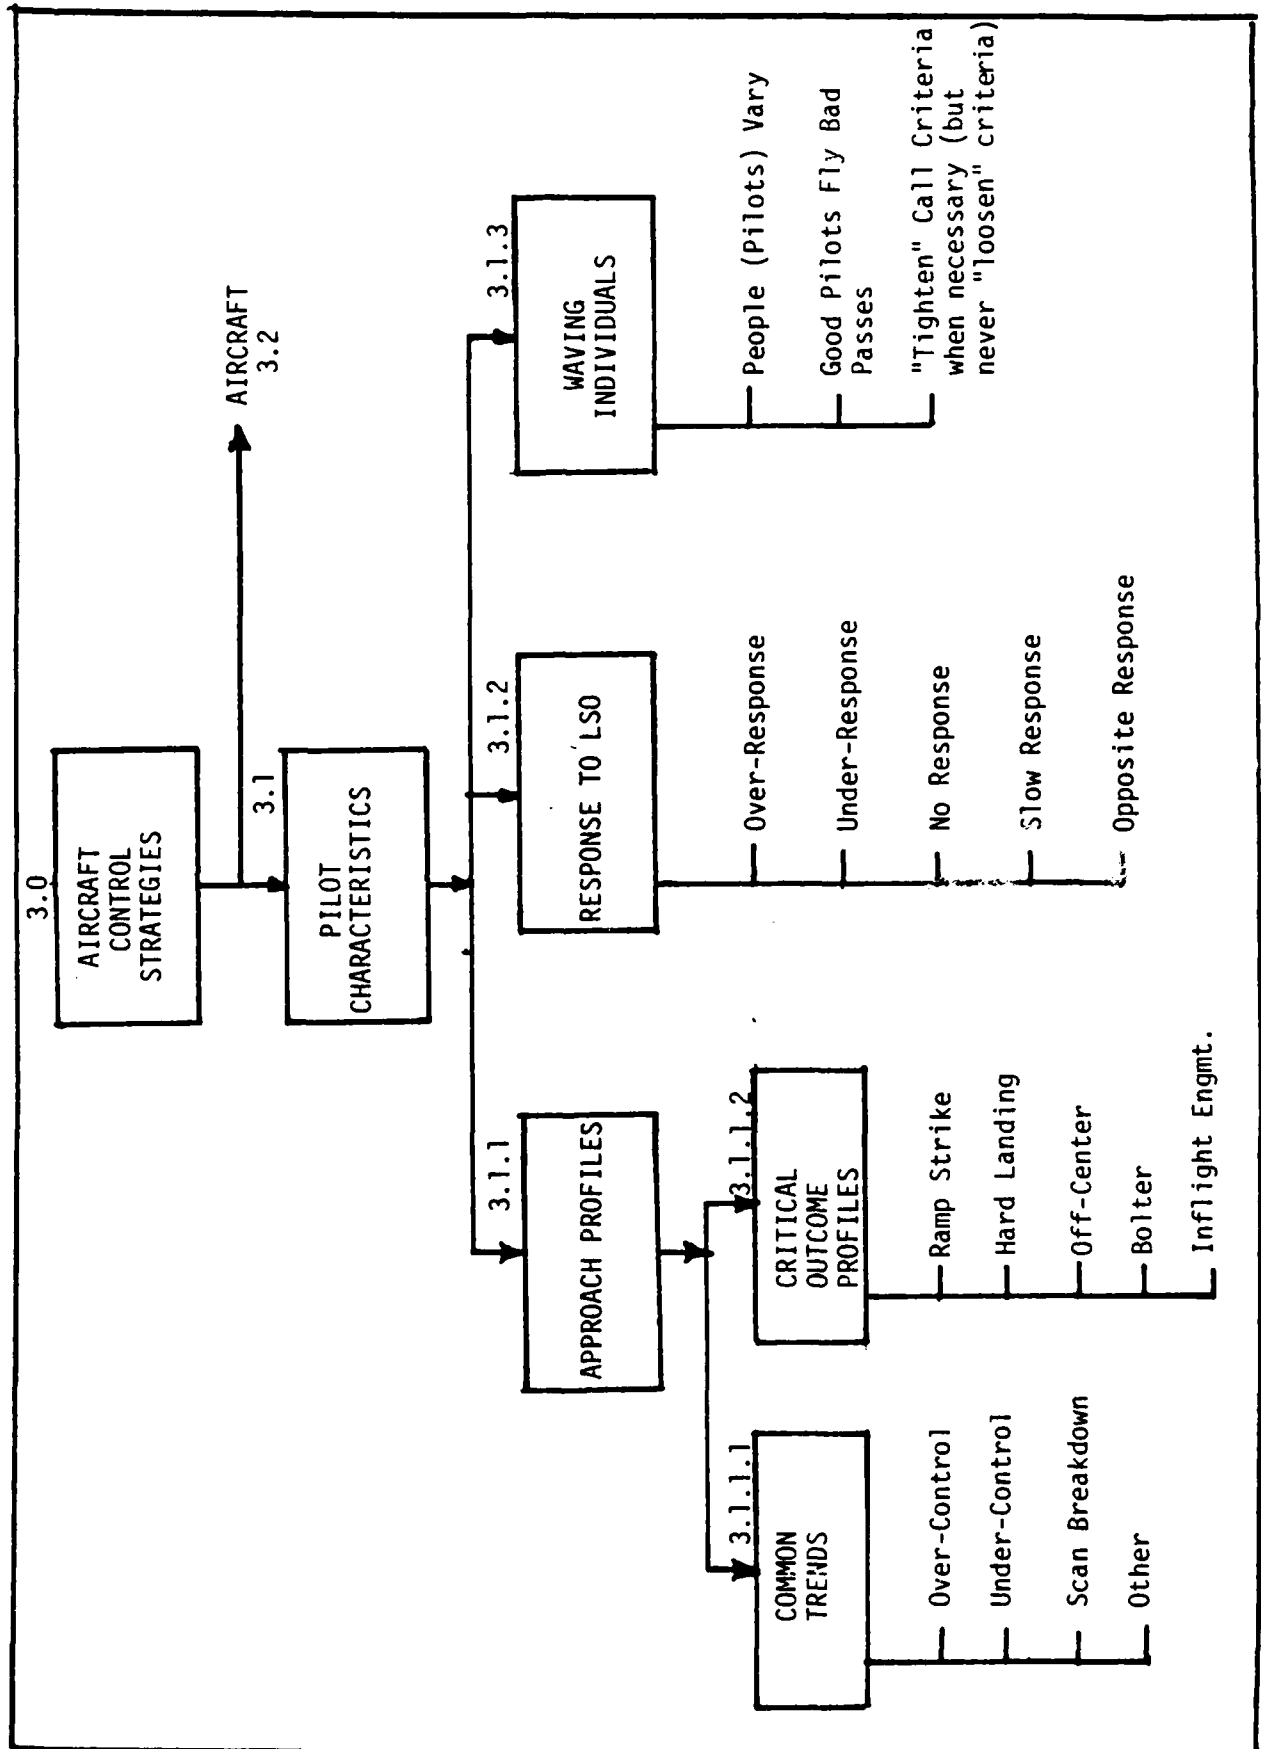 3.0
AIRCRAFT
CONTROL
STRATEGIES
AIRCRAFT
3.2
3.1
PILOT
CHARACTERISTICS
3.1.1
APPROACH PROFILES
3.1.2
RESPONSE TO LSO
3.1.3
WAVING
INDIVIDUALS
3.1.1.1
COMMON
TRENDS
Over-Control
Under-Control
Scan Breakdown
Other
3.1.1.2
CRITICAL
OUTCOME
PROFILES
Ramp Strike
Hard Landing
Off-Center
Bolter
Inflight Engmt.
Over-Response
Under-Response
No Response
Slow Response
Opposite Response
People (Pilots) Vary
Good Pilots Fly Bad
Passes
"Tighten" Call Criteria
when necessary (but
never "loosen" criteria)